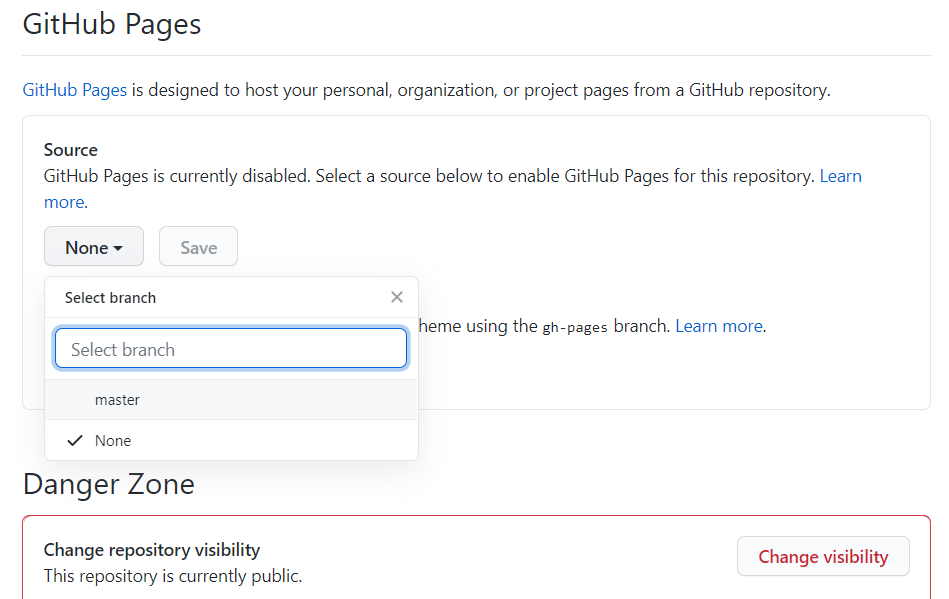 GitHub Pages
GitHub Pages is designed to host your personal, organization, or project pages from a GitHub repository.
Source
GitHub Pages is currently disabled. Select a source below to enable GitHub Pages for this repository. Learn
more.
None
Save
Select branch
heme using the gh-pages branch. Learn more.
Select branch
master
None
Danger Zone
Change repository visibility
This repository is currently public.
Change visibility